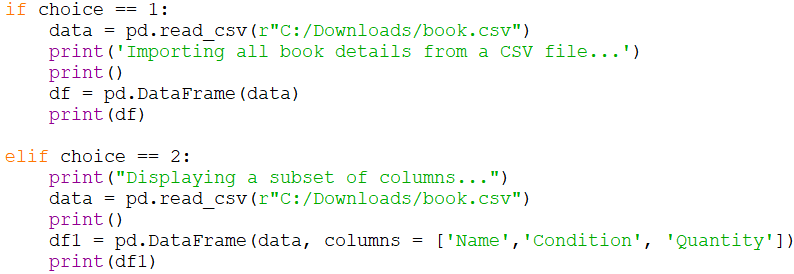 if choice == 1:
    data = pd.read_csv(r"C:/Downloads/book.csv")
    print('Importing all book details from a CSV file...')
    print()
    df = pd.DataFrame(data)
    print(df)

elif choice == 2:
    print("Displaying a subset of columns...")
    data = pd.read_csv(r"C:/Downloads/book.csv")
    print()
    df1 = pd.DataFrame(data, columns = ['Name','Condition', 'Quantity'])
    print(df1)